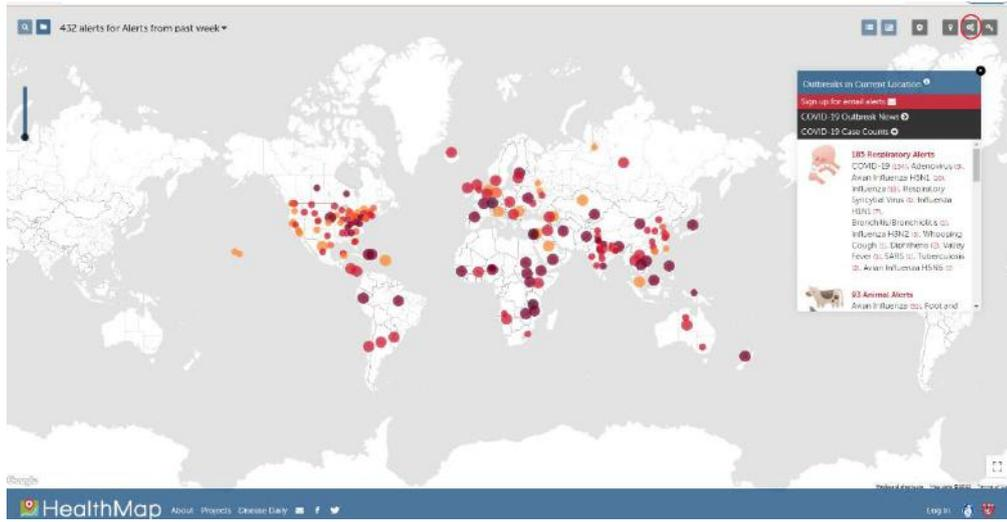 432 alerts for Alerts from past week
Outbreaks in Current Location
Sign up for email alerts
COVID-19 Outbreak News
COVID-19 Case Counts
185 Respiratory Alerts
COVID-19 Adenovirus
Avian Influenza H5N1
Influenza Respiratory
Syncytial Virus Influenza
H1N1
Bronchitis/Bronchiolitis
Influenza H3N2 Whooping
Cough Diphtheria Valley
Fever SARS Tuberculosis
Avian Influenza H5N6
93 Animal Alerts
Avian Influenza Foot and
Google
HealthMap About Projects Disease Daily Log In